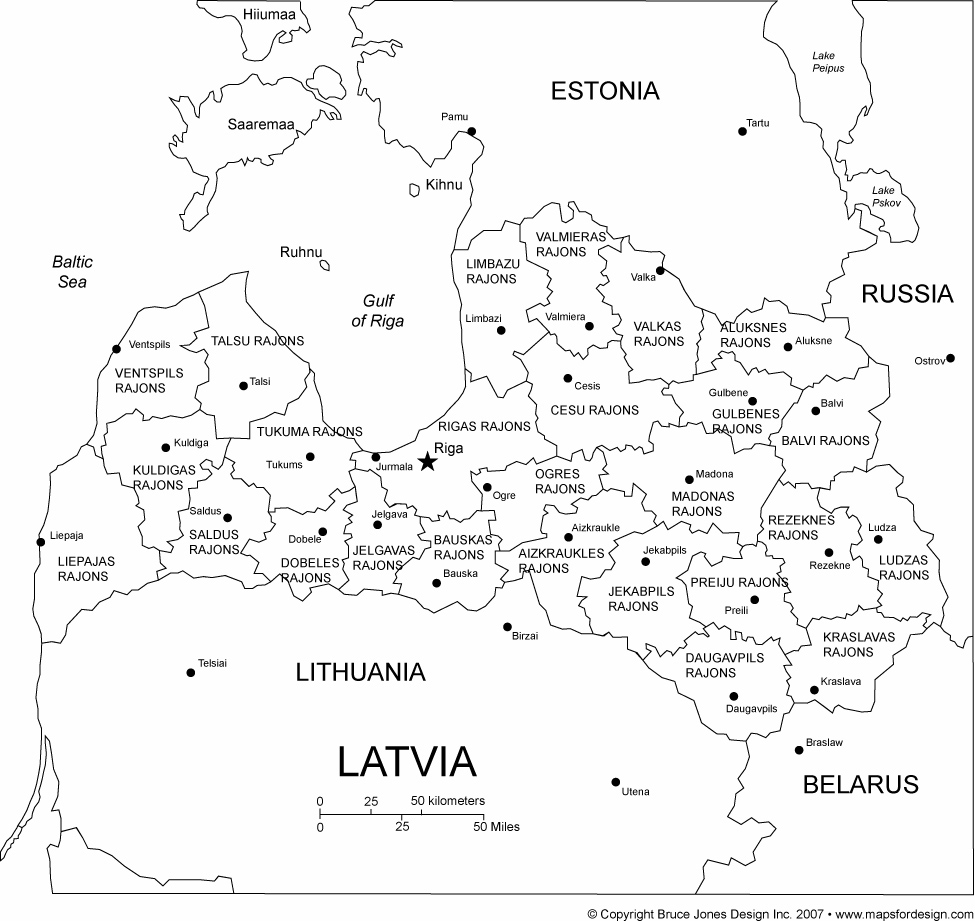 Hiiumaa
Lake
Peipus
ESTONIA
Saaremaa
Parnu
Tartu
Kihnu
Lake
Pskov
VALMIERAS
RAJONS
Ruhnu
Baltic
Sea
LIMBAZU
RAJONS
Valka
RUSSIA
Gulf
of Riga
Limbazi
Valmiera
VALKAS
RAJONS
ALUKSNES
RAJONS
Aluksne
Ventspils
TALSU RAJONS
Ostrov
VENTSPILS
RAJONS
Talsi
Cesis
Gulbene
GULBENES
RAJONS
Balvi
CESU RAJONS
RIGAS RAJONS
TUKUMA RAJONS
BALVI RAJONS
Kuldiga
Riga
KULDIGAS
RAJONS
Tukums
Jurmala
OGRES
RAJONS
Madona
MADONAS
RAJONS
Ogre
Saldus
SALDUS
RAJONS
Jelgava
Aizkraukle
REZEKNES
RAJONS
Ludza
Liepaja
LIEPAJAS
RAJONS
Dobele
DOBELES
RAJONS
JELGAVAS
RAJONS
BAUSKAS
RAJONS
AIZKRAUKLES
RAJONS
Jekabpils
Rezekne
LUDZAS
RAJONS
Bauska
JEKABPILS
RAJONS
PREIJU RAJONS
Preili
Birzai
KRASLAVAS
RAJONS
Telsiai
LITHUANIA
DAUGAVPILS
RAJONS
Kraslava
Daugavpils
Braslaw
LATVIA
BELARUS
Utena
0 25 50 kilometers
0 25 50 Miles
© Copyright Bruce Jones Design Inc. 2007 • www.mapsfordesign.com